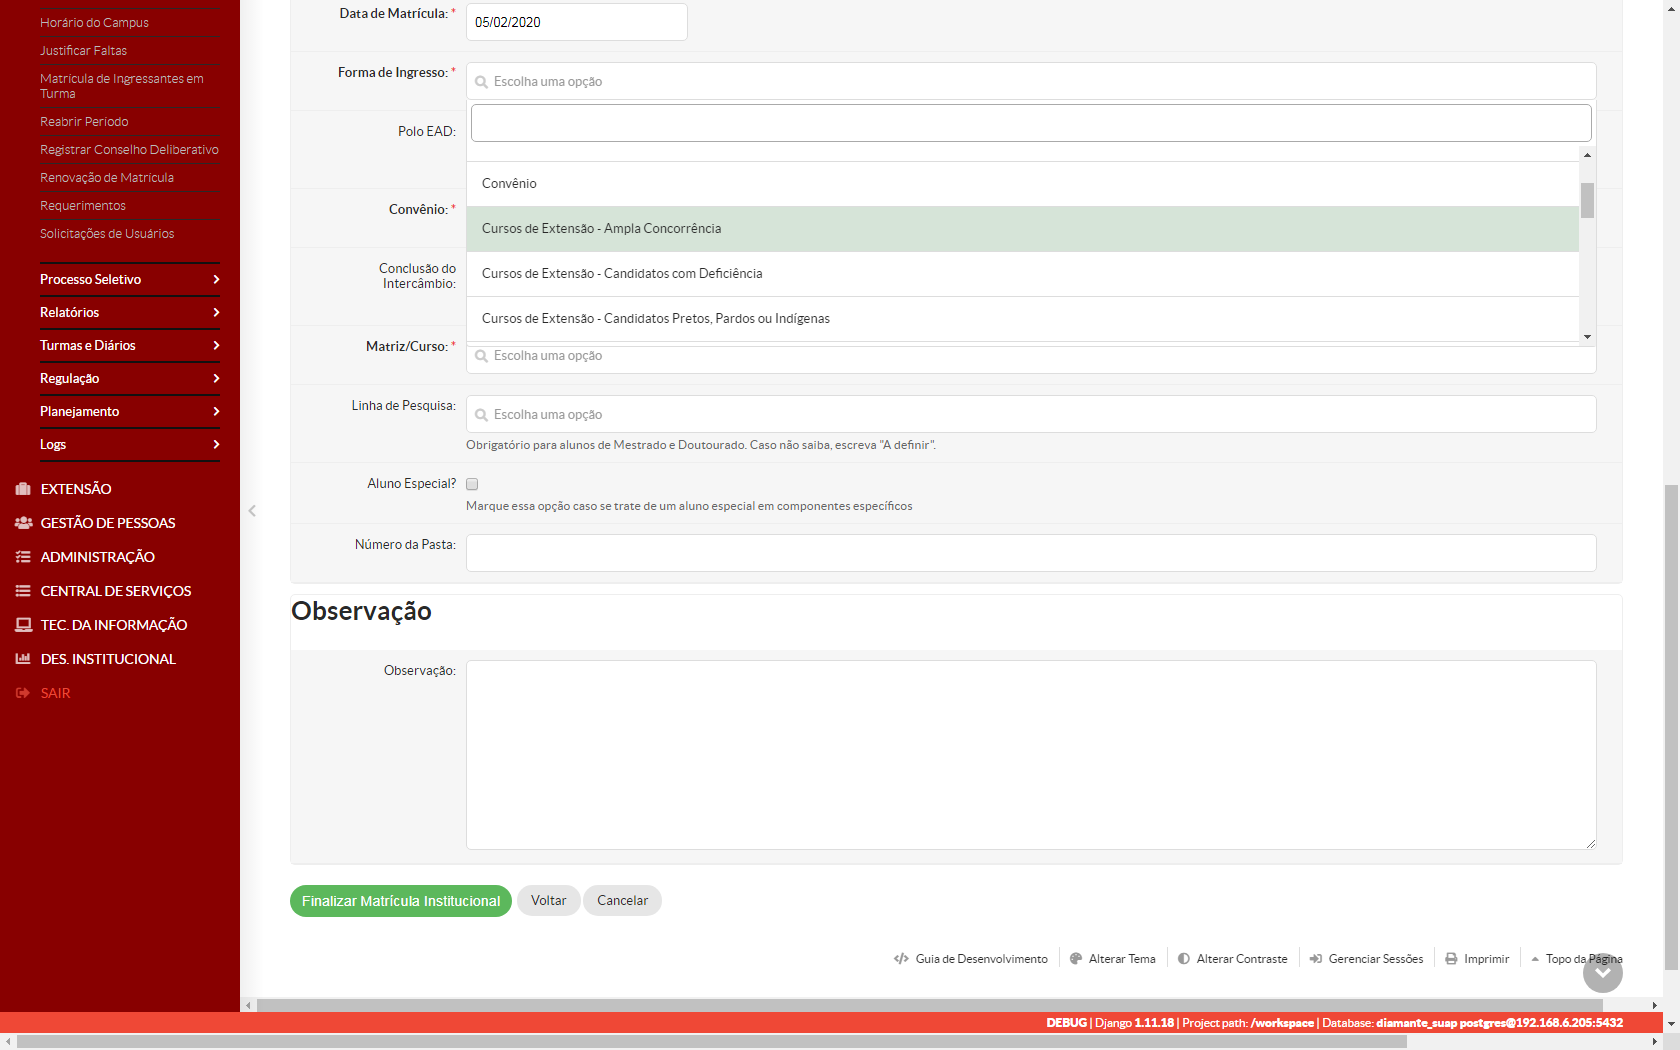 Horário do Campus
Justificar Faltas
Matrícula de Ingressantes em
Turma
Reabrir Período
Registrar Conselho Deliberativo
Renovação de Matrícula
Requerimentos
Solicitações de Usuários
Processo Seletivo
Relatórios
Turmas e Diários
Regulação
Planejamento
Logs
EXTENSÃO
GESTÃO DE PESSOAS
ADMINISTRAÇÃO
CENTRAL DE SERVIÇOS
TEC. DA INFORMAÇÃO
DES. INSTITUCIONAL
SAIR
Data de Matrícula: * 05/02/2020
Forma de Ingresso: * Escolha uma opção
Polo EAD:
Convênio
Convênio: * Cursos de Extensão - Ampla Concorrência
Conclusão do
Intercâmbio:
Cursos de Extensão - Candidatos com Deficiência
Cursos de Extensão - Candidatos Pretos, Pardos ou Indígenas
Matriz/Curso: * Escolha uma opção
Linha de Pesquisa: Escolha uma opção
Obrigatório para alunos de Mestrado e Doutourado. Caso não saiba, escreva "A definir".
Aluno Especial?
Marque essa opção caso se trate de um aluno especial em componentes específicos
Número da Pasta:
Observação
Observação:
Finalizar Matrícula Institucional Voltar Cancelar
Guia de Desenvolvimento Alterar Tema Alterar Contraste Gerenciar Sessões Imprimir Topo da Página
DEBUG | Django 1.11.18 | Project path: /workspace | Database: diamante_suap postgres@192.168.6.205:5432